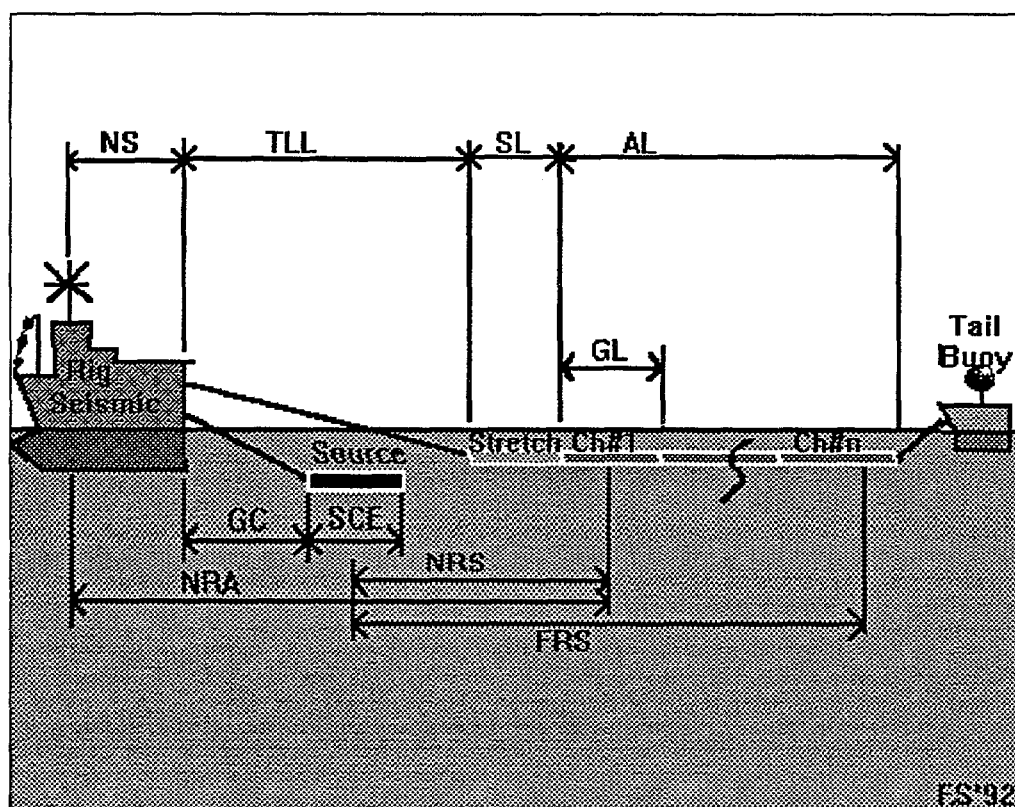 NS TLL SL AL
Tail
GL Buoy
Rig
Seismic
Stretch Ch#1 Ch#n
Source
GC SCE
NRS
NRA
FRS
FS'92